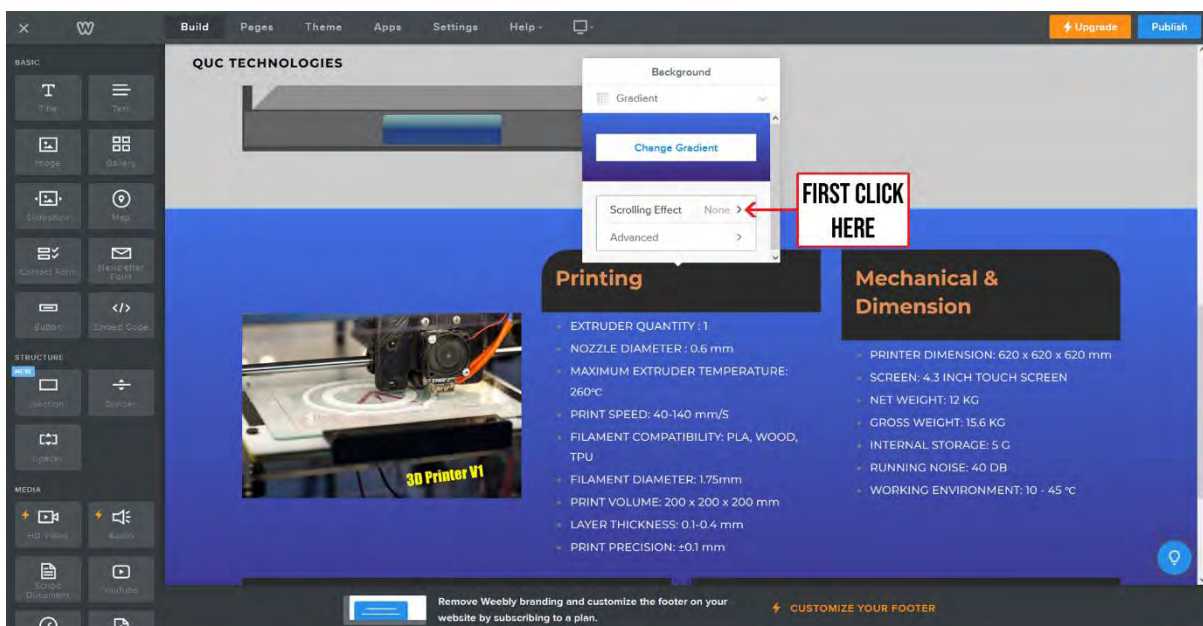 Build Pages Theme Apps Settings Help
Upgrade Publish
BASIC
Title Text
Image Gallery
Slideshow Map
Contact Form Newsletter Form
Button Embed Code
STRUCTURE
NEW
Section Divider
Spacer
MEDIA
HD Video Audio
Scribd Document YouTube
QUC TECHNOLOGIES
Background
Gradient
Change Gradient
Scrolling Effect None
Advanced
FIRST CLICK
HERE
3D Printer V1
Printing
EXTRUDER QUANTITY : 1
NOZZLE DIAMETER : 0.6 mm
MAXIMUM EXTRUDER TEMPERATURE:
260°C
PRINT SPEED: 40-140 mm/S
FILAMENT COMPATIBILITY: PLA, WOOD,
TPU
FILAMENT DIAMETER: 1.75mm
PRINT VOLUME: 200 x 200 x 200 mm
LAYER THICKNESS: 0.1-0.4 mm
PRINT PRECISION: ±0.1 mm
Mechanical &
Dimension
PRINTER DIMENSION: 620 x 620 x 620 mm
SCREEN: 4.3 INCH TOUCH SCREEN
NET WEIGHT: 12 KG
GROSS WEIGHT: 15.6 KG
INTERNAL STORAGE: 5 G
RUNNING NOISE: 40 DB
WORKING ENVIRONMENT: 10 - 45 °C
Remove Weebly branding and customize the footer on your
website by subscribing to a plan.
CUSTOMIZE YOUR FOOTER